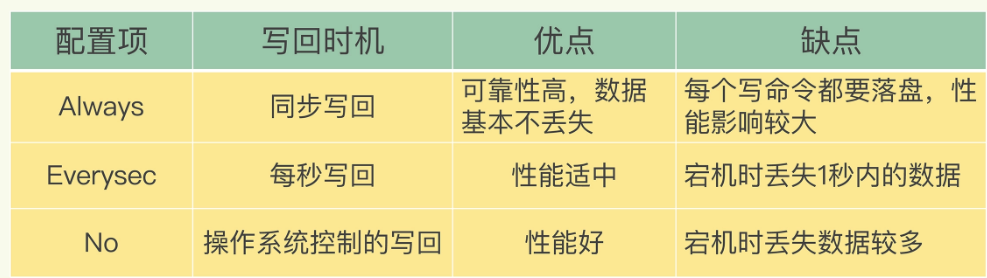 配置项 写回时机 优点 缺点
Always 同步写回 可靠性高，数据基本不丢失 每个写命令都要落盘，性能影响较大
Everysec 每秒写回 性能适中 宕机时丢失1秒内的数据
No 操作系统控制的写回 性能好 宕机时丢失数据较多